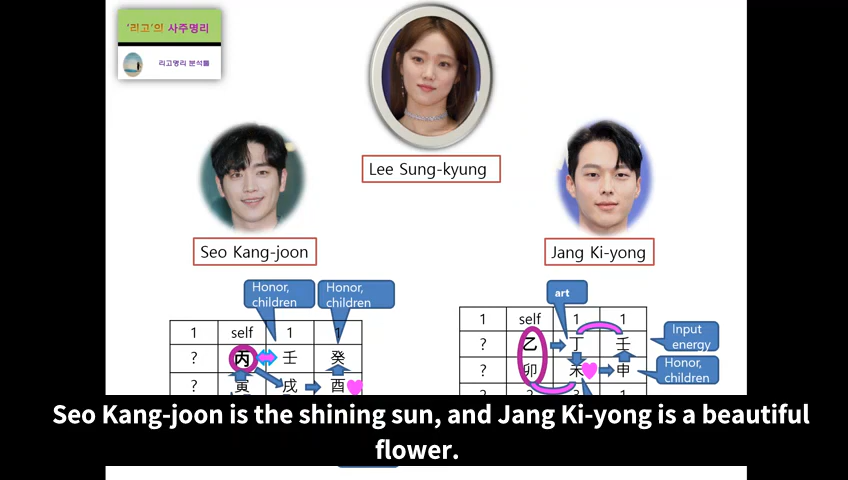 '리고'의 사주명리
리고명리 분석틀
Lee Sung-kyung
Seo Kang-joon
Jang Ki-yong
Honor,
children
Honor,
children
1 self 1 1
? 丙 壬 癸
? 寅 戌 酉
art
1 self 1 1
? 乙 丁 壬
? 卯 未 申
Input
energy
Honor,
children
Seo Kang-joon is the shining sun, and Jang Ki-yong is a beautiful
flower.